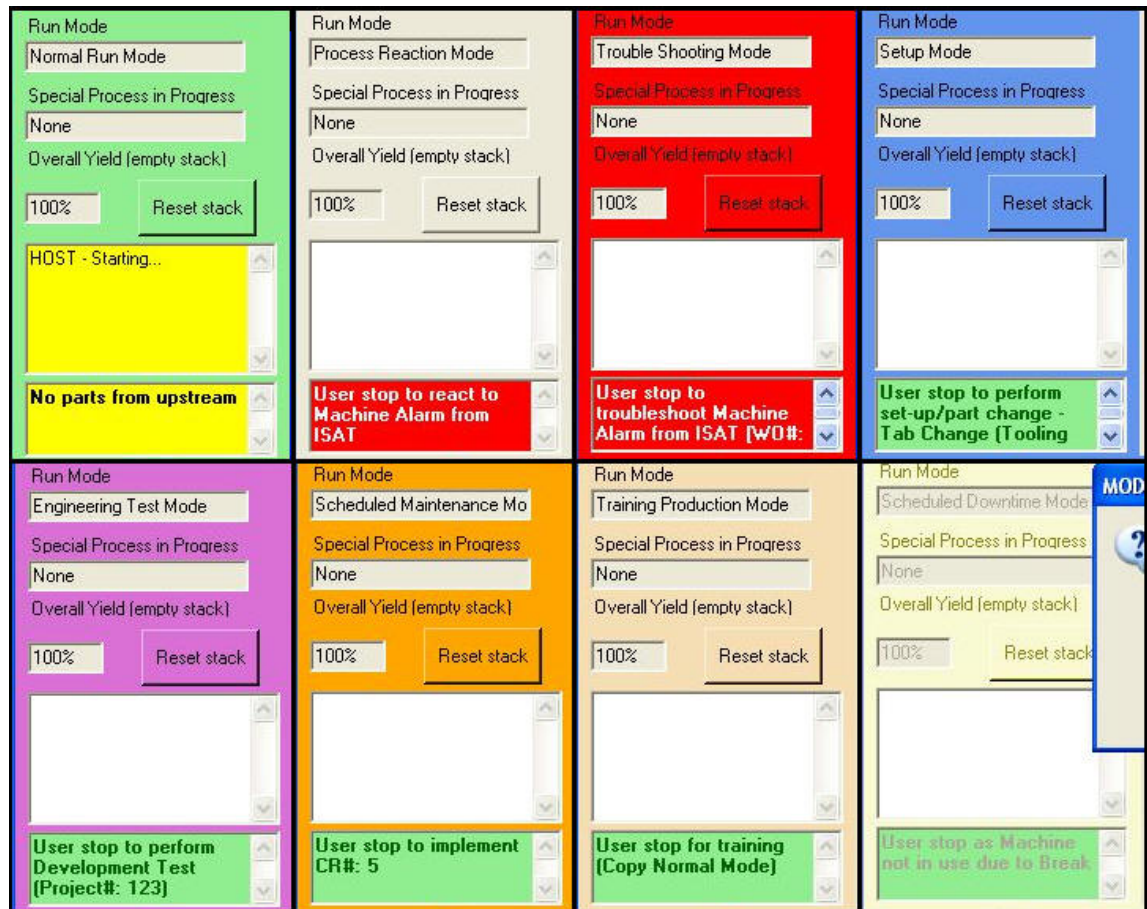 Run Mode
Normal Run Mode
Special Process in Progress
None
Overall Yield (empty stack)
100%
Reset stack
HOST - Starting...
No parts from upstream
Run Mode
Process Reaction Mode
Special Process in Progress
None
Overall Yield (empty stack)
100%
Reset stack
User stop to react to
Machine Alarm from
ISAT
Run Mode
Trouble Shooting Mode
Special Process in Progress
None
Overall Yield (empty stack)
100%
Reset stack
User stop to
troubleshoot Machine
Alarm from ISAT [WO#:
Run Mode
Setup Mode
Special Process in Progress
None
Overall Yield (empty stack)
100%
Reset stack
User stop to perform
set-up/part change -
Tab Change (Tooling
Run Mode
Engineering Test Mode
Special Process in Progress
None
Overall Yield (empty stack)
100%
Reset stack
User stop to perform
Development Test
(Project#: 123)
Run Mode
Scheduled Maintenance Mo
Special Process in Progress
None
Overall Yield (empty stack)
100%
Reset stack
User stop to implement
CR#: 5
Run Mode
Training Production Mode
Special Process in Progress
None
Overall Yield (empty stack)
100%
Reset stack
User stop for training
(Copy Normal Mode)
Run Mode
Scheduled Downtime Mode
Special Process in Progress
None
Overall Yield (empty stack)
100%
Reset stack
User stop as Machine
not in use due to Break
MOD
?